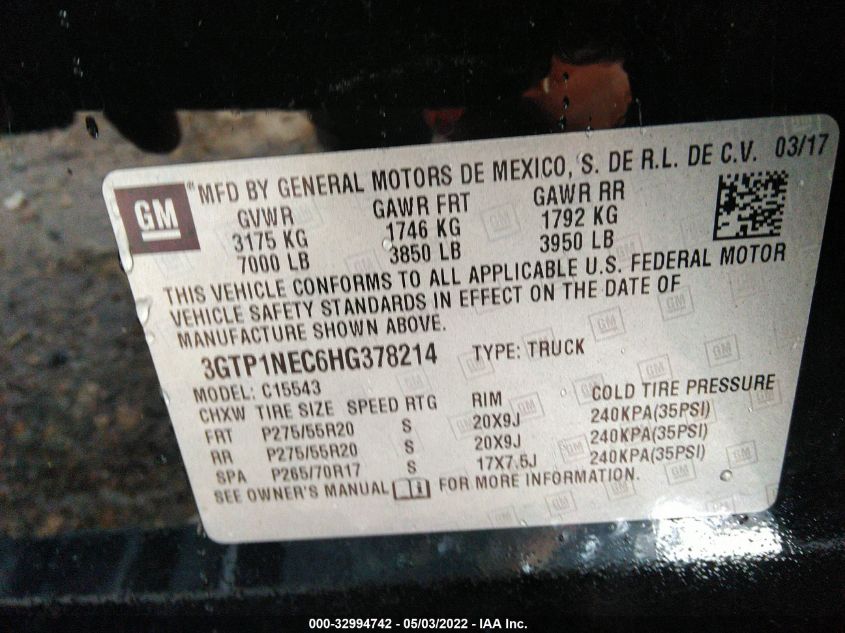 GM ® MFD BY GENERAL MOTORS DE MEXICO, S. DE R.L. DE C.V. 03/17
GVWR GAWR FRT GAWR RR
3175 KG 1746 KG 1792 KG
7000 LB 3850 LB 3950 LB
THIS VEHICLE CONFORMS TO ALL APPLICABLE U.S. FEDERAL MOTOR
VEHICLE SAFETY STANDARDS IN EFFECT ON THE DATE OF
MANUFACTURE SHOWN ABOVE.
3GTP1NEC6HG378214 TYPE: TRUCK
MODEL: C15543
CHXW TIRE SIZE SPEED RTG RIM COLD TIRE PRESSURE
FRT P275/55R20 S 20X9J 240KPA(35PSI)
RR P275/55R20 S 20X9J 240KPA(35PSI)
SPA P265/70R17 S 17X7.5J 240KPA(35PSI)
SEE OWNER'S MANUAL FOR MORE INFORMATION.
000-32994742 - 05/03/2022 - IAA Inc.